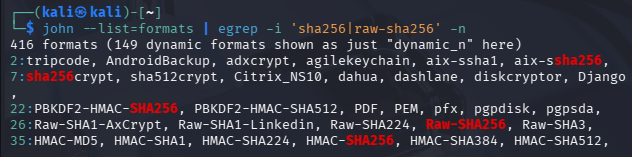 ┌──(kali㉿kali)-[~]
└─$ john --list=formats | egrep -i 'sha256|raw-sha256' -n
416 formats (149 dynamic formats shown as just "dynamic_n" here)
2:tripcode, AndroidBackup, adxcrypt, agilekeychain, aix-ssha1, aix-ssha256,
7:sha256crypt, sha512crypt, Citrix_NS10, dahua, dashlane, diskcryptor, Django
,
22:PBKDF2-HMAC-SHA256, PBKDF2-HMAC-SHA512, PDF, PEM, pfx, pgpdisk, pgpsda,
26:Raw-SHA1-AxCrypt, Raw-SHA1-Linkedin, Raw-SHA224, Raw-SHA256, Raw-SHA3,
35:HMAC-MD5, HMAC-SHA1, HMAC-SHA224, HMAC-SHA256, HMAC-SHA384, HMAC-SHA512,